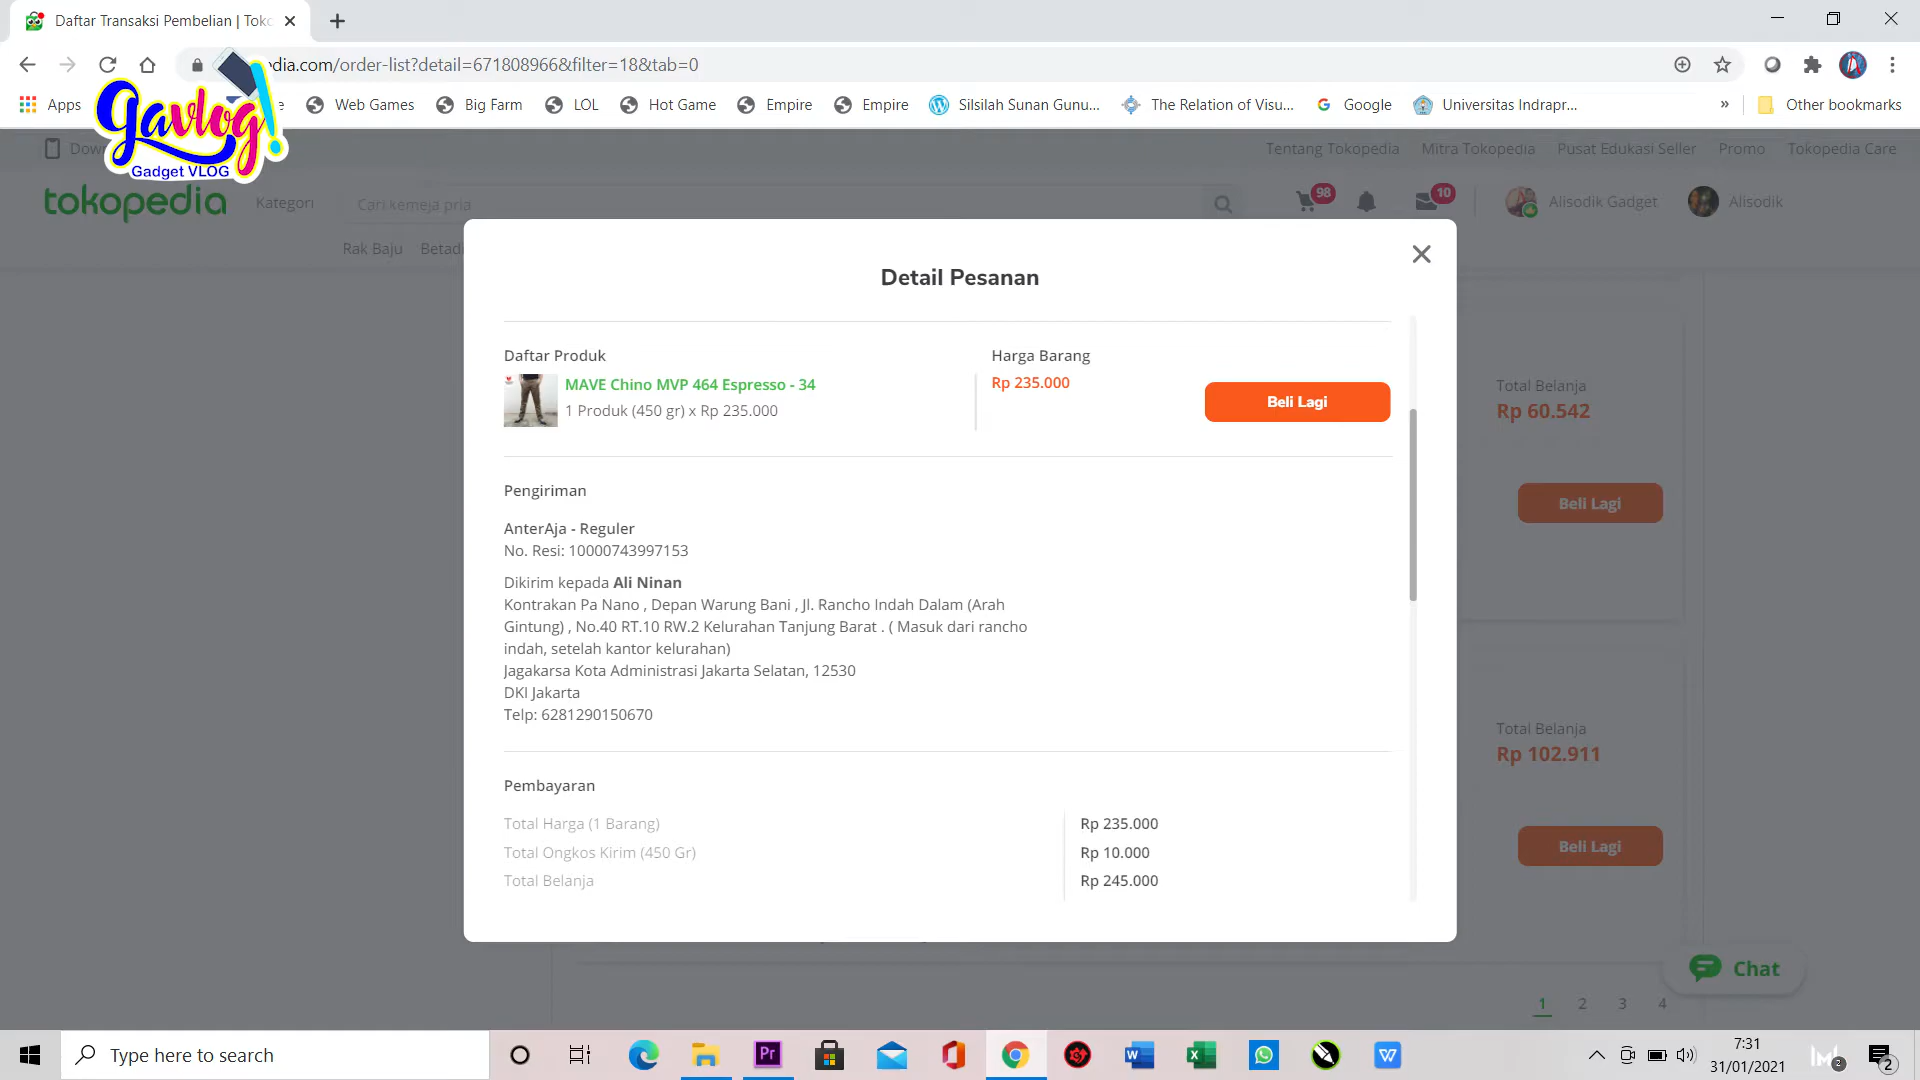 Daftar Transaksi Pembelian | Toko
dia.com/order-list?detail=671808966&filter=18&tab=0
Apps
Web Games
Big Farm
LOL
Hot Game
Empire
Empire
Silsilah Sunan Gunu...
The Relation of Visu...
Google
Universitas Indrapr...
»
Other bookmarks
gavlog!
Gadget VLOG
Tentang Tokopedia
Mitra Tokopedia
Pusat Edukasi Seller
Promo
Tokopedia Care
tokopedia
Kategori
Cari kemeja pria
98
10
Alisodik Gadget
Alisodik
Rak Baju
Detail Pesanan
Daftar Produk
Harga Barang
MAVE Chino MVP 464 Espresso - 34
Rp 235.000
1 Produk (450 gr) x Rp 235.000
Beli Lagi
Total Belanja
Rp 60.542
Beli Lagi
Pengiriman
AnterAja - Reguler
No. Resi: 10000743997153
Dikirim kepada Ali Ninan
Kontrakan Pa Nano , Depan Warung Bani , Jl. Rancho Indah Dalam (Arah
Gintung) , No.40 RT.10 RW.2 Kelurahan Tanjung Barat . ( Masuk dari rancho
indah, setelah kantor kelurahan)
Jagakarsa Kota Administrasi Jakarta Selatan, 12530
DKI Jakarta
Telp: 6281290150670
Total Belanja
Rp 102.911
Beli Lagi
Pembayaran
Total Harga (1 Barang) Rp 235.000
Total Ongkos Kirim (450 Gr) Rp 10.000
Total Belanja Rp 245.000
Chat
1 2 3 4
Type here to search
Pr
7:31
31/01/2021
2
2